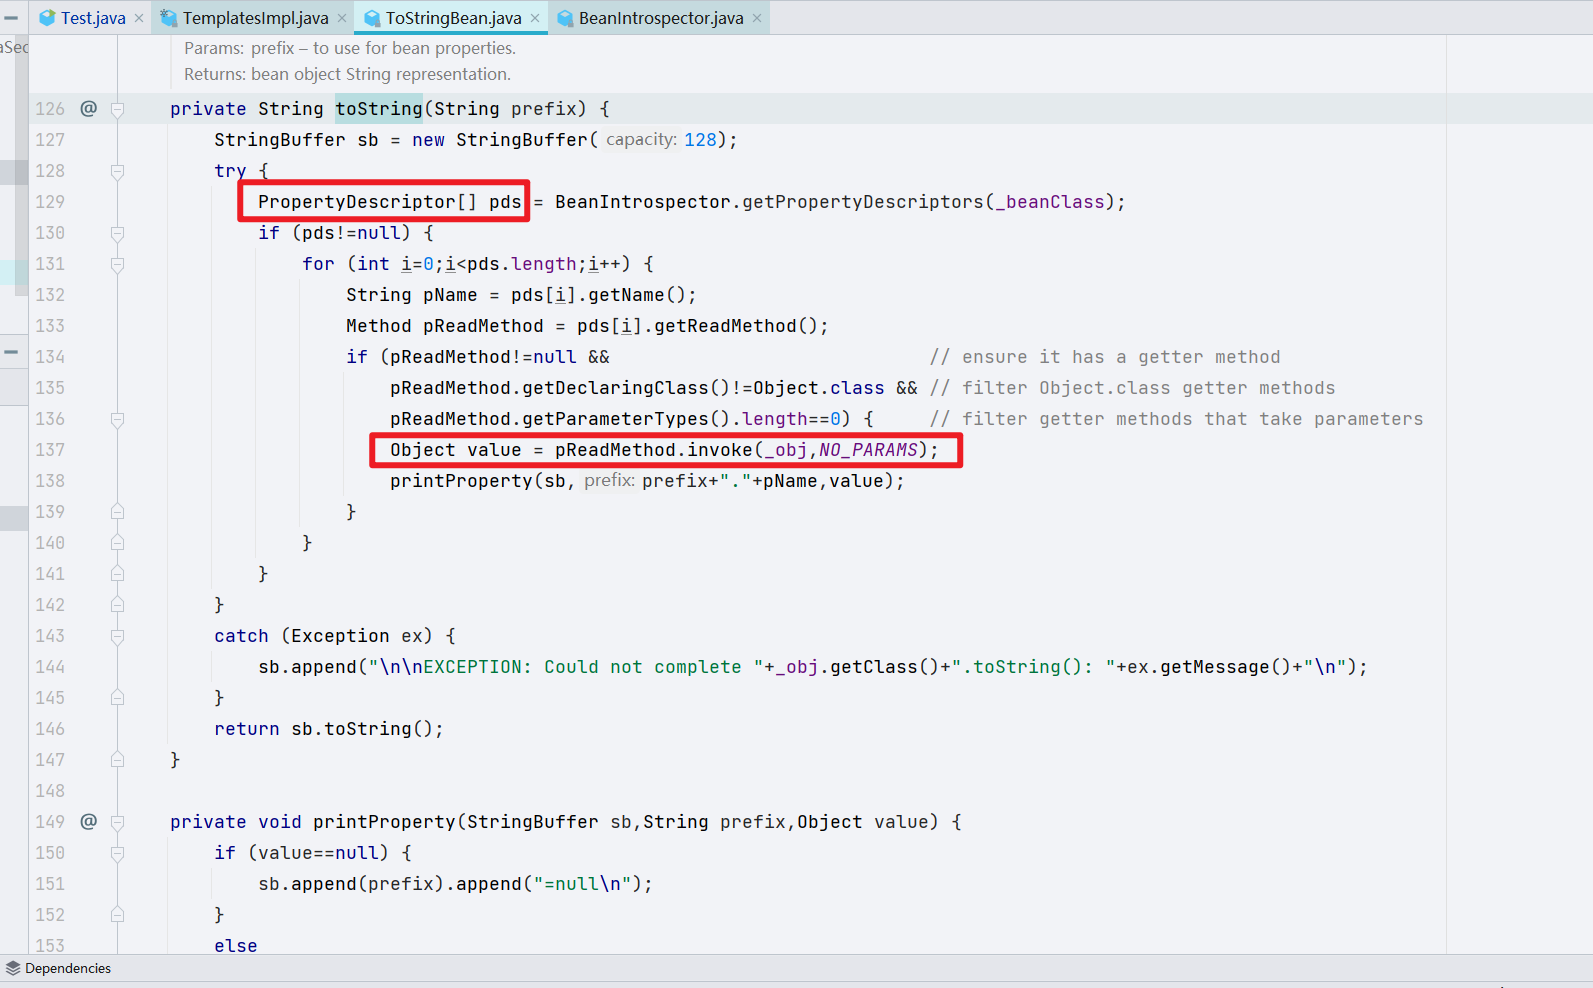 Test.java
TemplatesImpl.java
ToStringBean.java
BeanIntrospector.java
aSec
Params: prefix – to use for bean properties.
Returns: bean object String representation.
126 @ private String toString(String prefix) {
127 StringBuffer sb = new StringBuffer( capacity: 128);
128 try {
129 PropertyDescriptor[] pds = BeanIntrospector.getPropertyDescriptors(_beanClass);
130 if (pds!=null) {
131 for (int i=0;i<pds.length;i++) {
132 String pName = pds[i].getName();
133 Method pReadMethod = pds[i].getReadMethod();
134 if (pReadMethod!=null && // ensure it has a getter method
135 pReadMethod.getDeclaringClass()!=Object.class && // filter Object.class getter methods
136 pReadMethod.getParameterTypes().length==0) { // filter getter methods that take parameters
137 Object value = pReadMethod.invoke(_obj,NO_PARAMS);
138 printProperty(sb, prefix: prefix+"."+pName,value);
139 }
140 }
141 }
142 }
143 catch (Exception ex) {
144 sb.append("\n\nEXCEPTION: Could not complete "+_obj.getClass()+".toString(): "+ex.getMessage()+"\n");
145 }
146 return sb.toString();
147 }
148
149 @ private void printProperty(StringBuffer sb,String prefix,Object value) {
150 if (value==null) {
151 sb.append(prefix).append("=null\n");
152 }
153 else
Dependencies